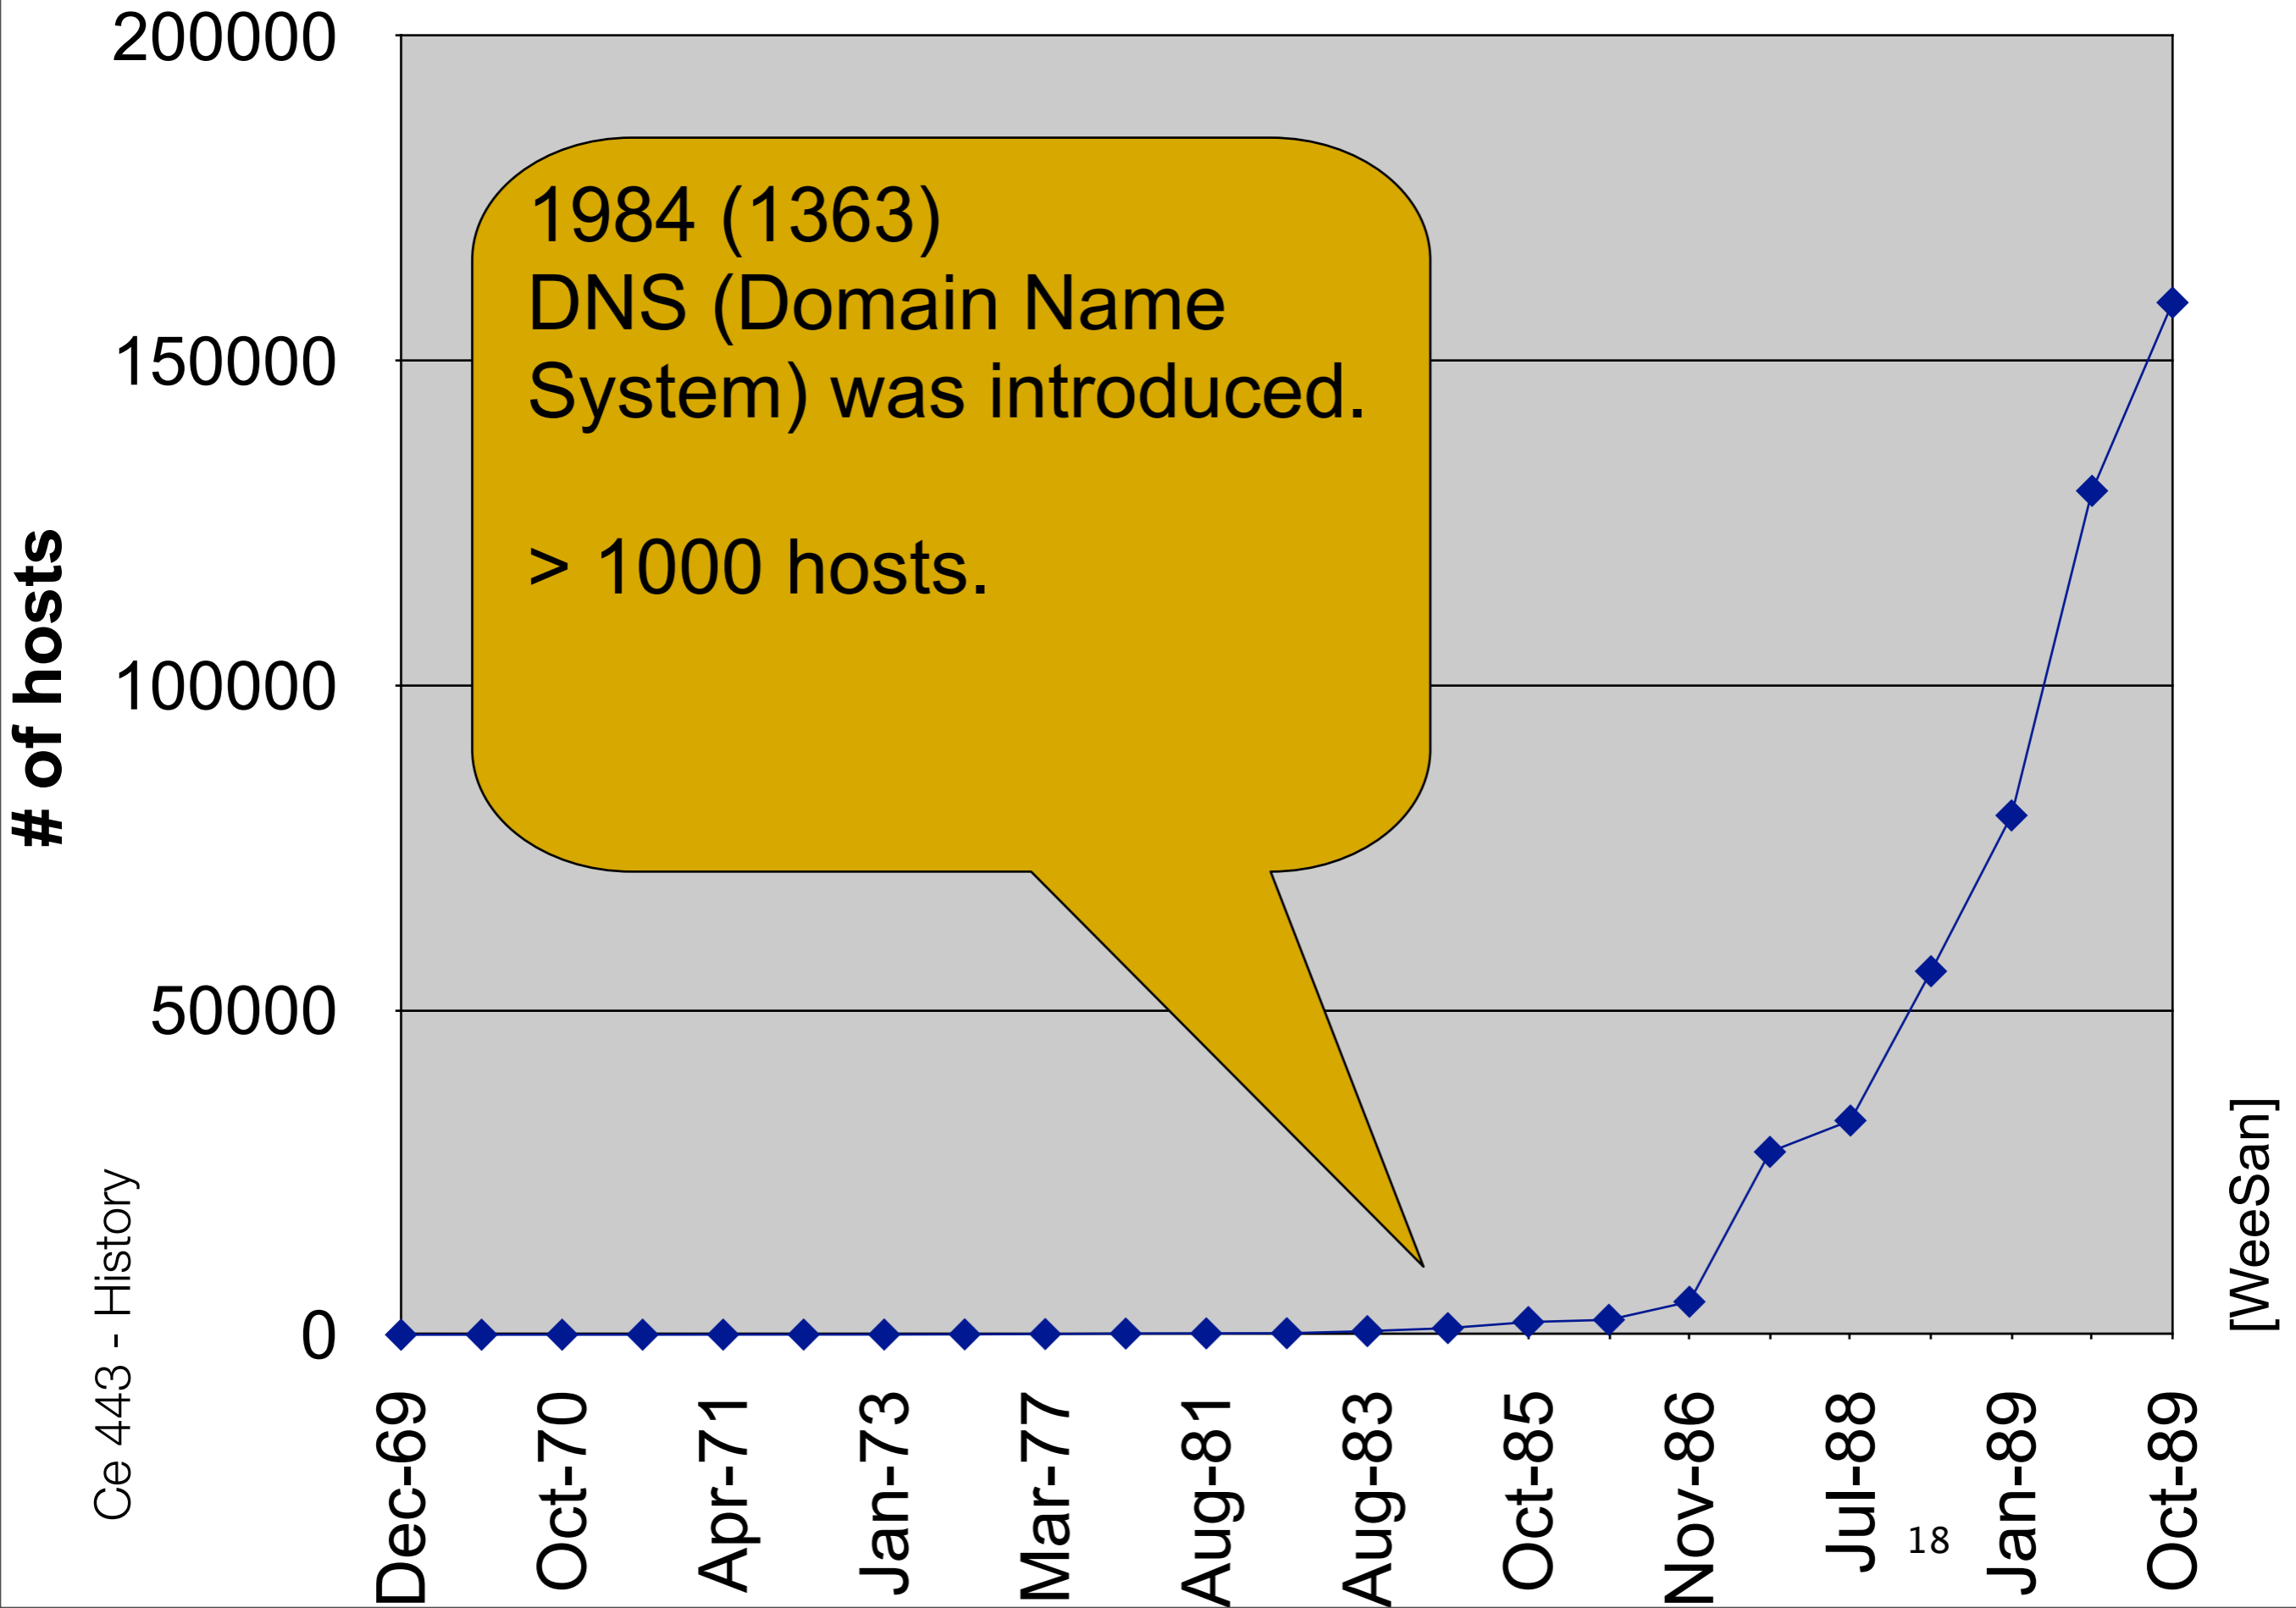 200000
150000
100000
50000
0
# of hosts
1984 (1363)
DNS (Domain Name
System) was introduced.
> 1000 hosts.
Dec-69
Oct-70
Apr-71
Jan-73
Mar-77
Aug-81
Aug-83
Oct-85
Nov-86
Jul-88
Jan-89
Oct-89
Ce 443 - History
18
[WeeSan]